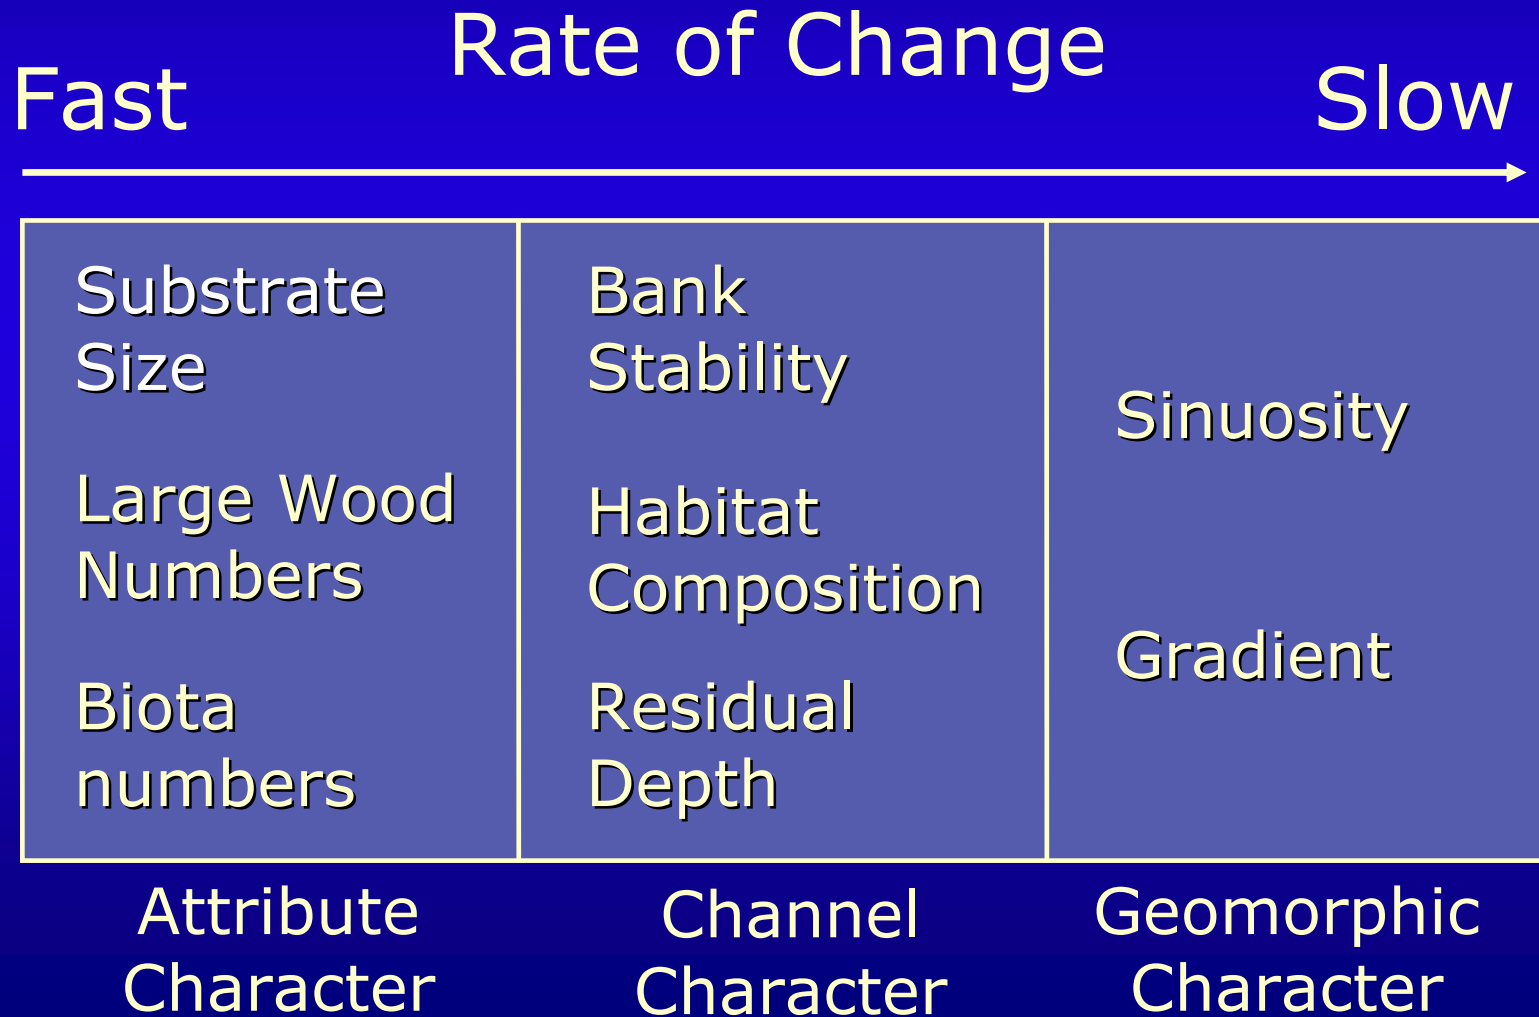 Rate of Change
Fast
Slow
Substrate
Size
Large Wood
Numbers
Biota
numbers
Bank
Stability
Habitat
Composition
Residual
Depth
Sinuosity
Gradient
Attribute
Character
Channel
Character
Geomorphic
Character